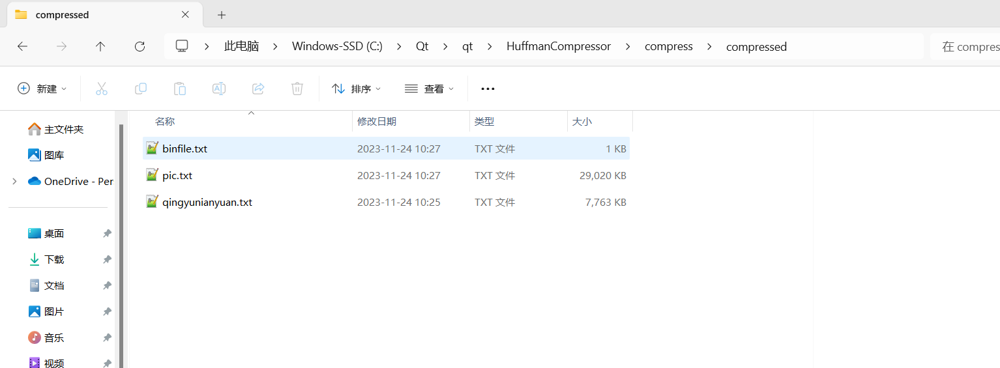 compressed
此电脑 Windows-SSD (C:) Qt qt HuffmanCompressor compress compressed 在 compres
新建 排序 查看
名称 修改日期 类型 大小
主文件夹
图库
OneDrive - Per
桌面
下载
文档
图片
音乐
视频
binfile.txt 2023-11-24 10:27 TXT 文件 1 KB
pic.txt 2023-11-24 10:27 TXT 文件 29,020 KB
qingyunianyuan.txt 2023-11-24 10:25 TXT 文件 7,763 KB